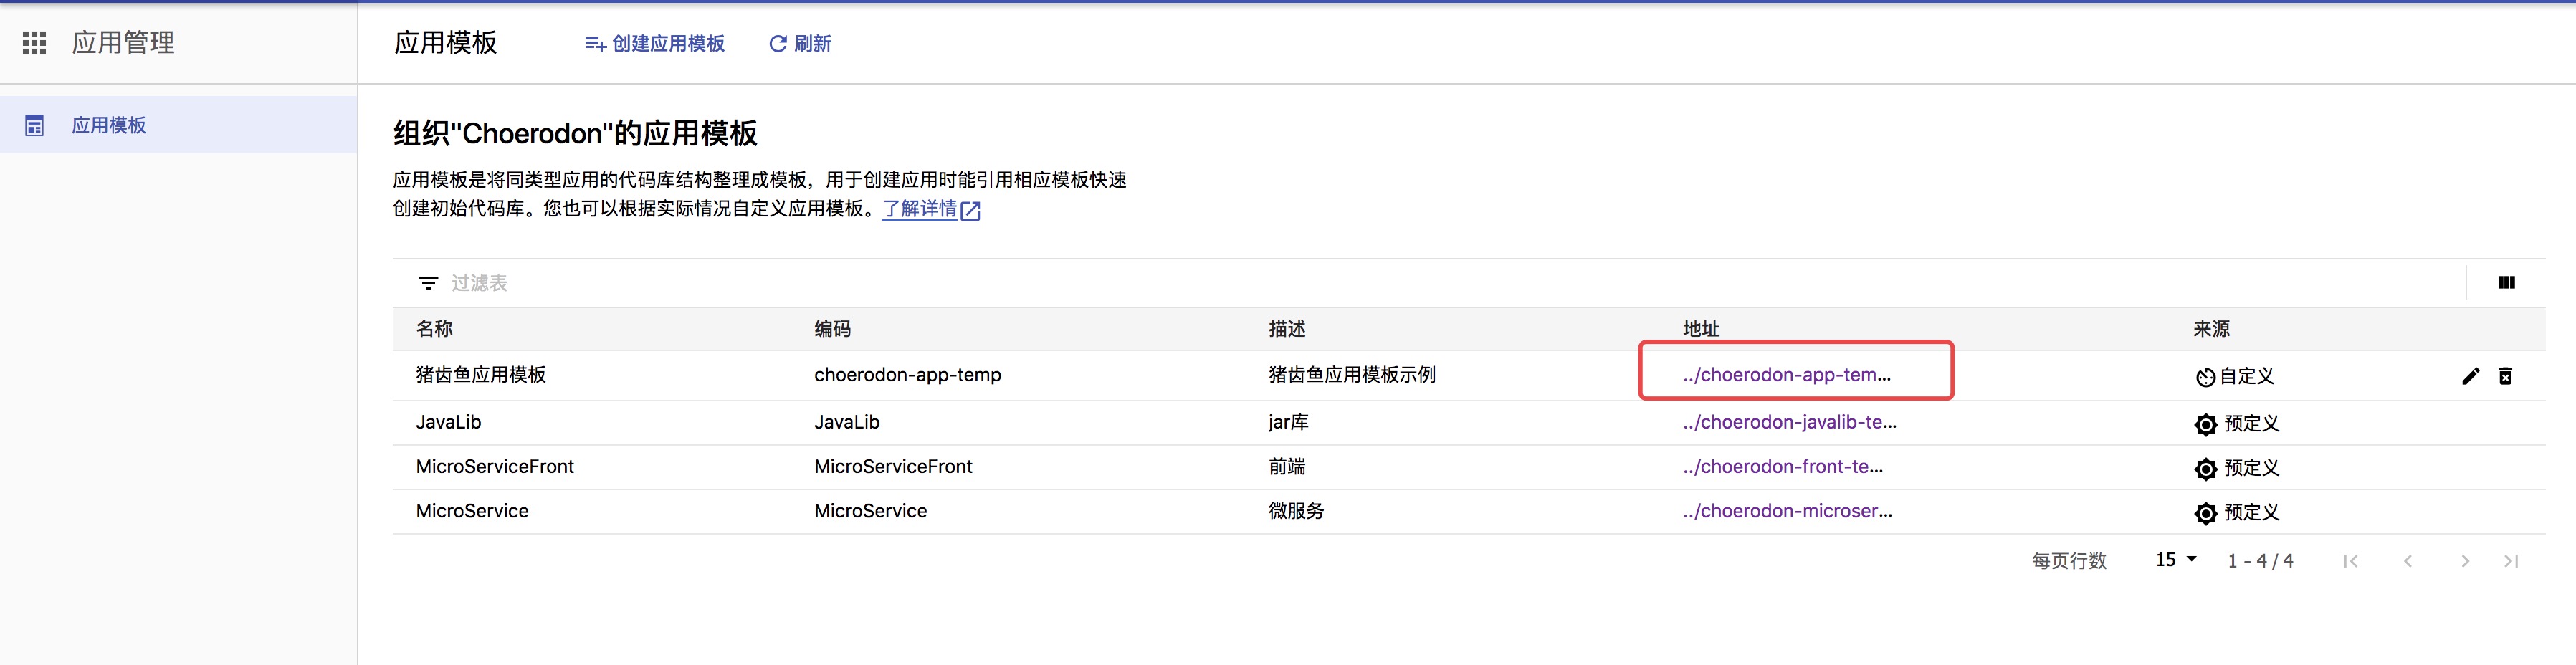 应用管理
应用模板 创建应用模板 刷新
应用模板
组织"Choerodon"的应用模板
应用模板是将同类型应用的代码库结构整理成模板，用于创建应用时能引用相应模板快速
创建初始代码库。您也可以根据实际情况自定义应用模板。了解详情
过滤表
名称 编码 描述 地址 来源
猪齿鱼应用模板 choerodon-app-temp 猪齿鱼应用模板示例 ../choerodon-app-tem... 自定义
JavaLib JavaLib jar库 ../choerodon-javalib-te... 预定义
MicroServiceFront MicroServiceFront 前端 ../choerodon-front-te... 预定义
MicroService MicroService 微服务 ../choerodon-microser... 预定义
每页行数 15 1 - 4 / 4